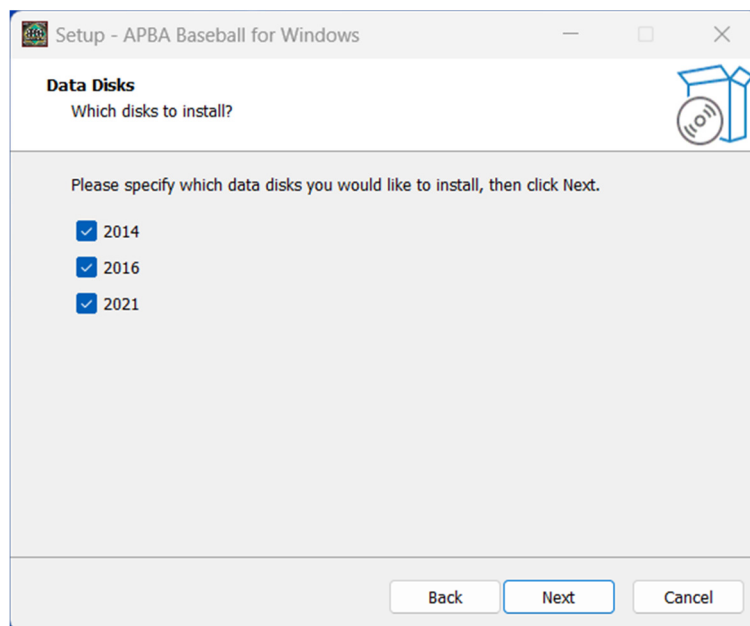 Setup - APBA Baseball for Windows
Data Disks
Which disks to install?
Please specify which data disks you would like to install, then click Next.
2014
2016
2021
Back Next Cancel